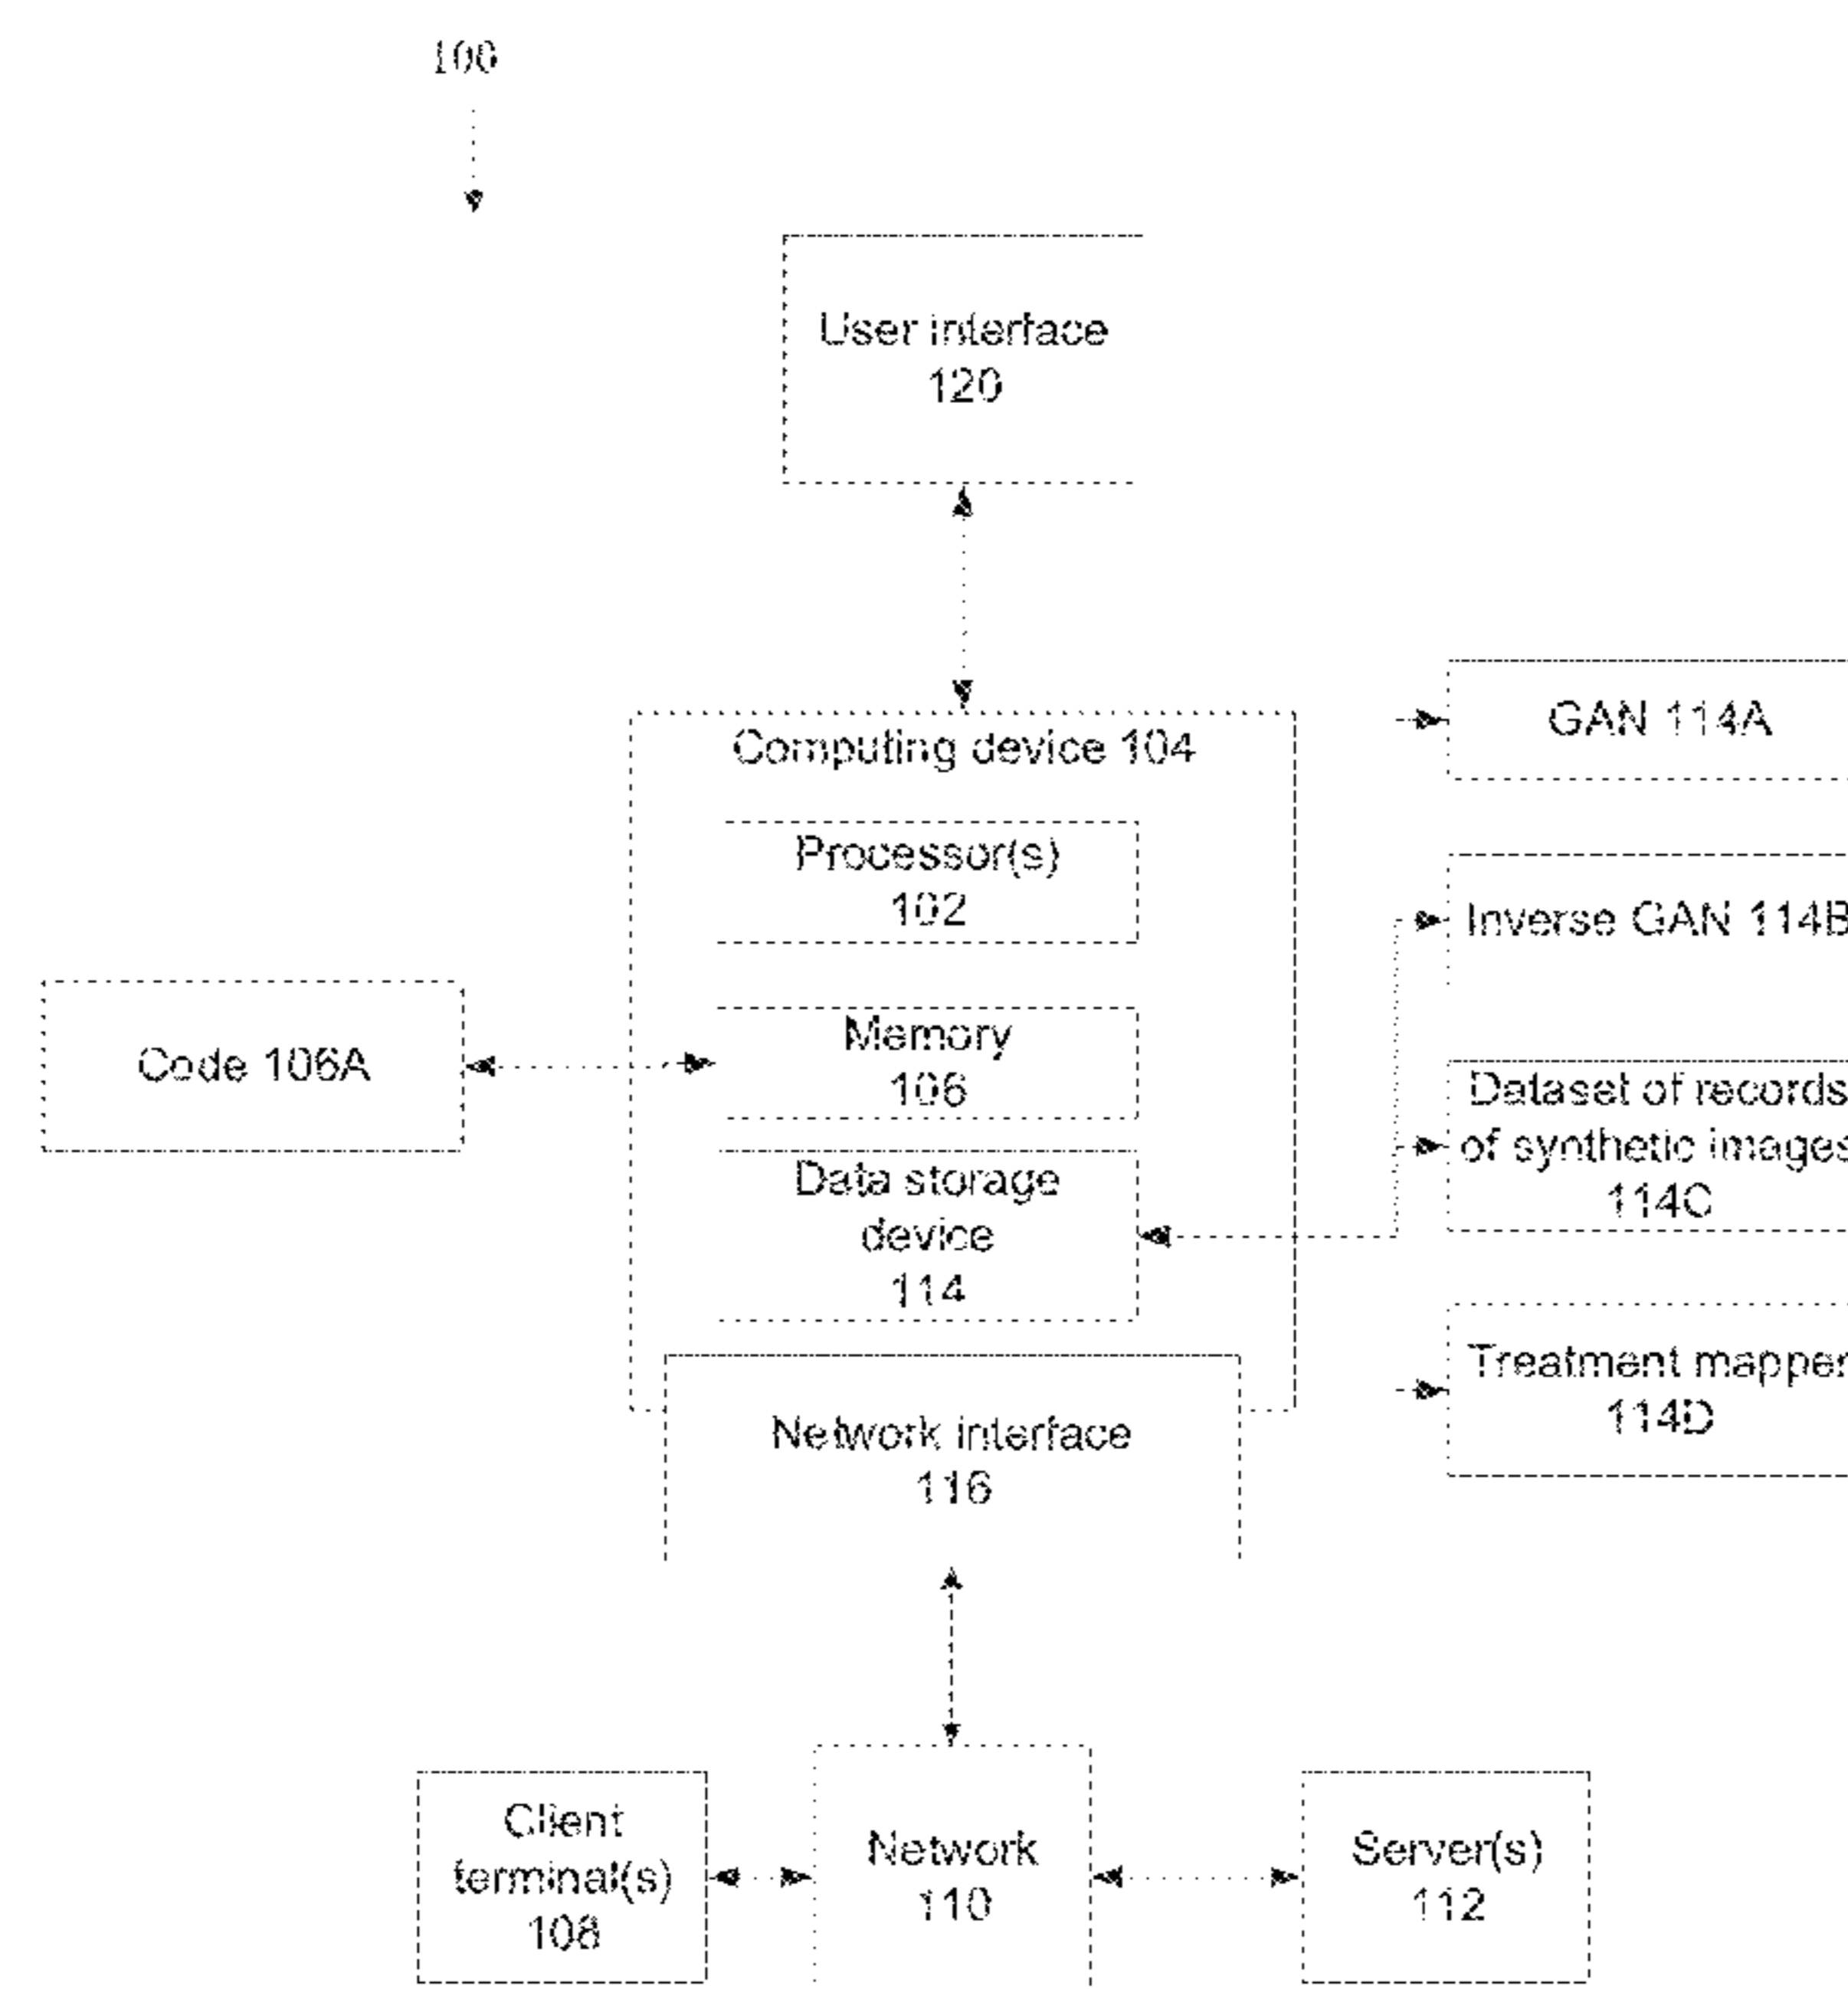 100
User interface
120
Computing device 104
Processor(s)
102
Memory
106
Data storage
device
114
Network interface
116
Code 106A
GAN 114A
Inverse GAN 114B
Dataset of records
of synthetic images
114C
Treatment mapper
114D
Client
terminal(s)
108
Network
110
Server(s)
112